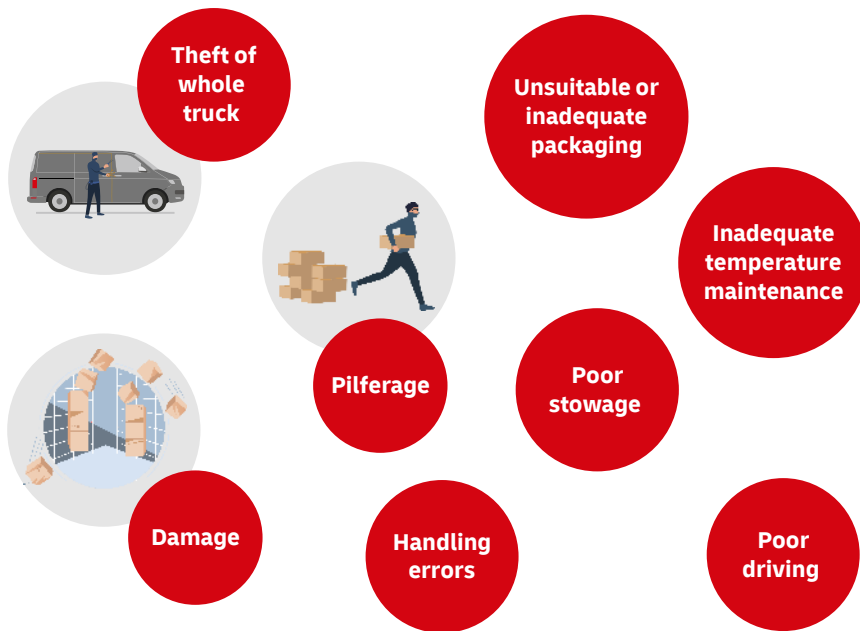 Theft of
whole
truck
Unsuitable or
inadequate
packaging
Inadequate
temperature
maintenance
Pilferage
Poor
stowage
Damage
Handling
errors
Poor
driving